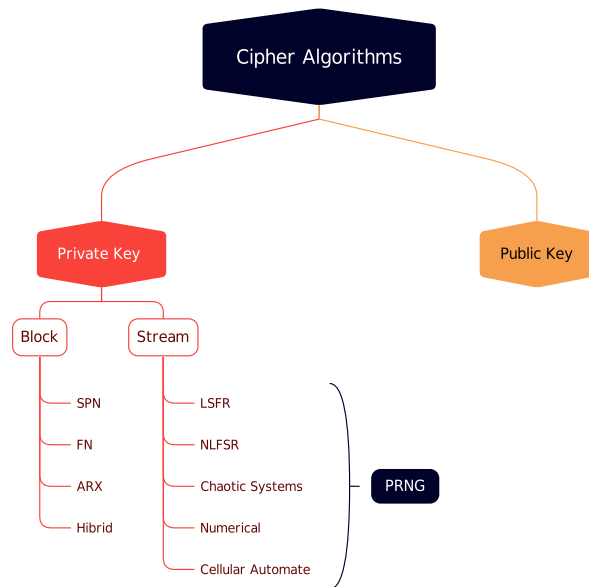 Cipher Algorithms
Private Key
Public Key
Block
Stream
SPN
LSFR
FN
NLFSR
ARX
Chaotic Systems
PRNG
Hibrid
Numerical
Cellular Automate